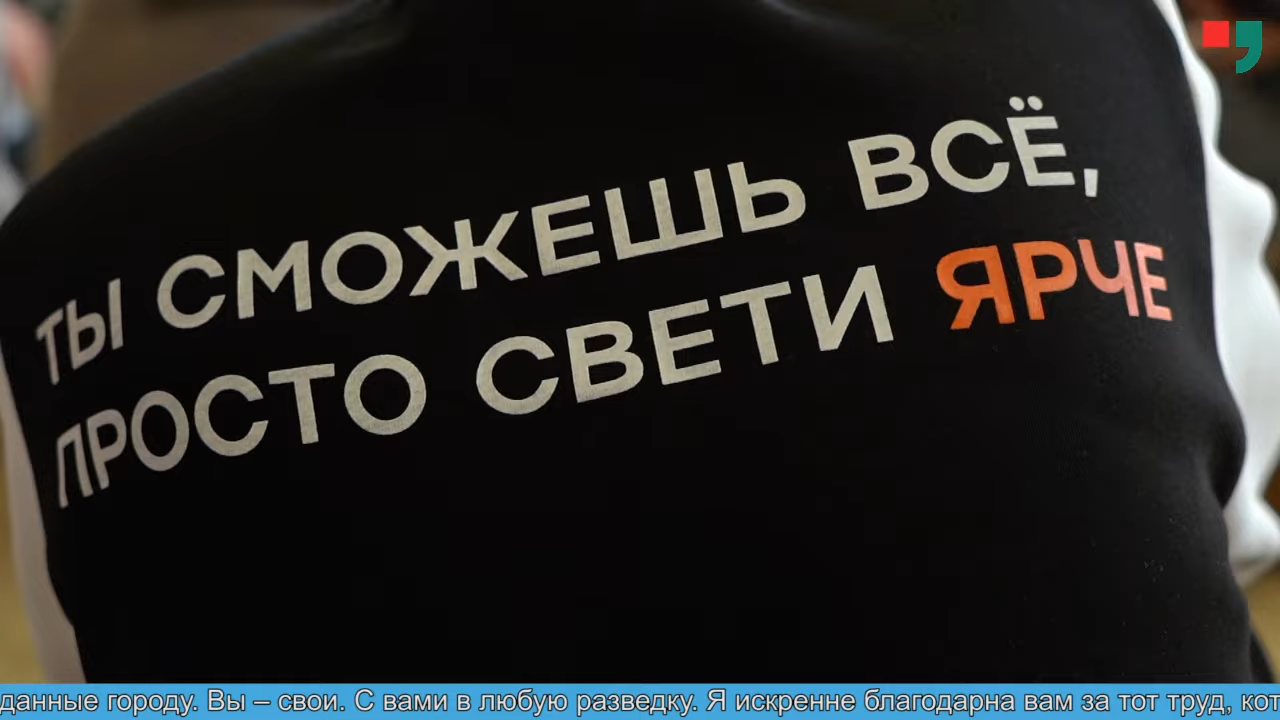 ТЫ СМОЖЕШЬ ВСЁ,
ПРОСТО СВЕТИ ЯРЧЕ
данные городу. Вы – свои. С вами в любую разведку. Я искренне благодарна вам за тот труд, кот